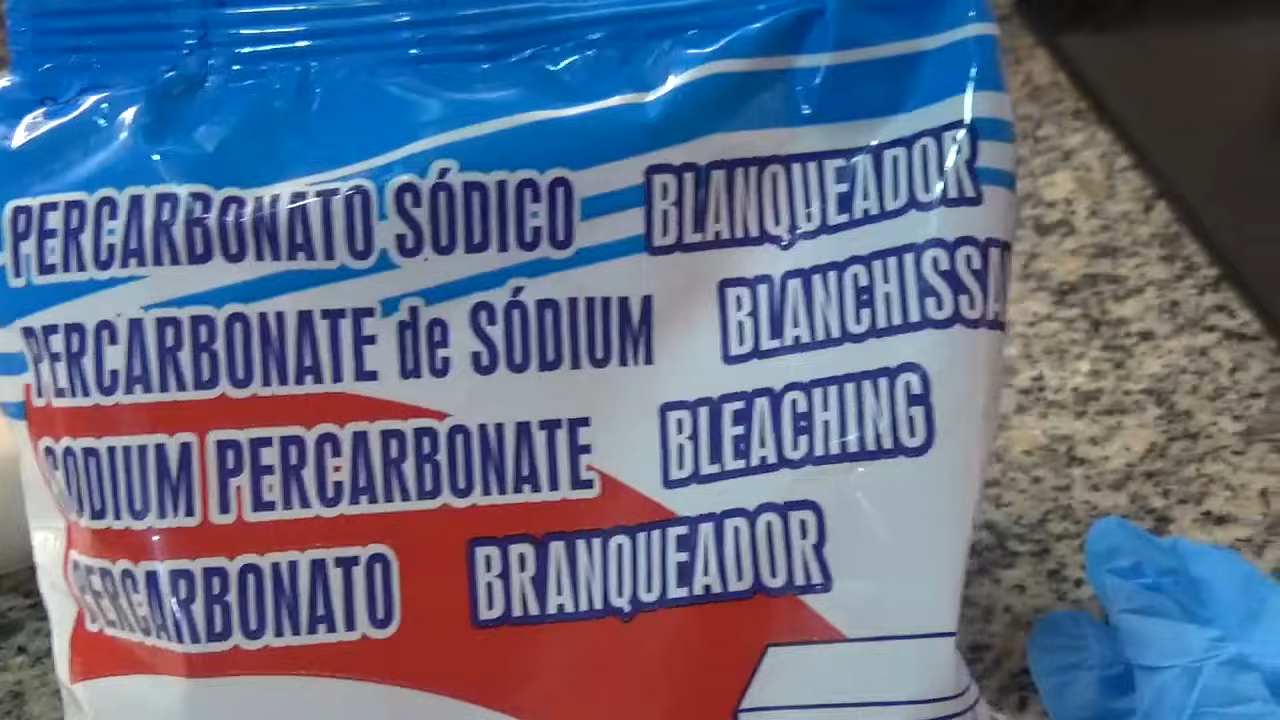 PERCARBONATO SÓDICO BLANQUEADOR
PERCARBONATE de SÓDIUM
SODIUM PERCARBONATE BLEACHING
PERCARBONATO BRANQUEADOR